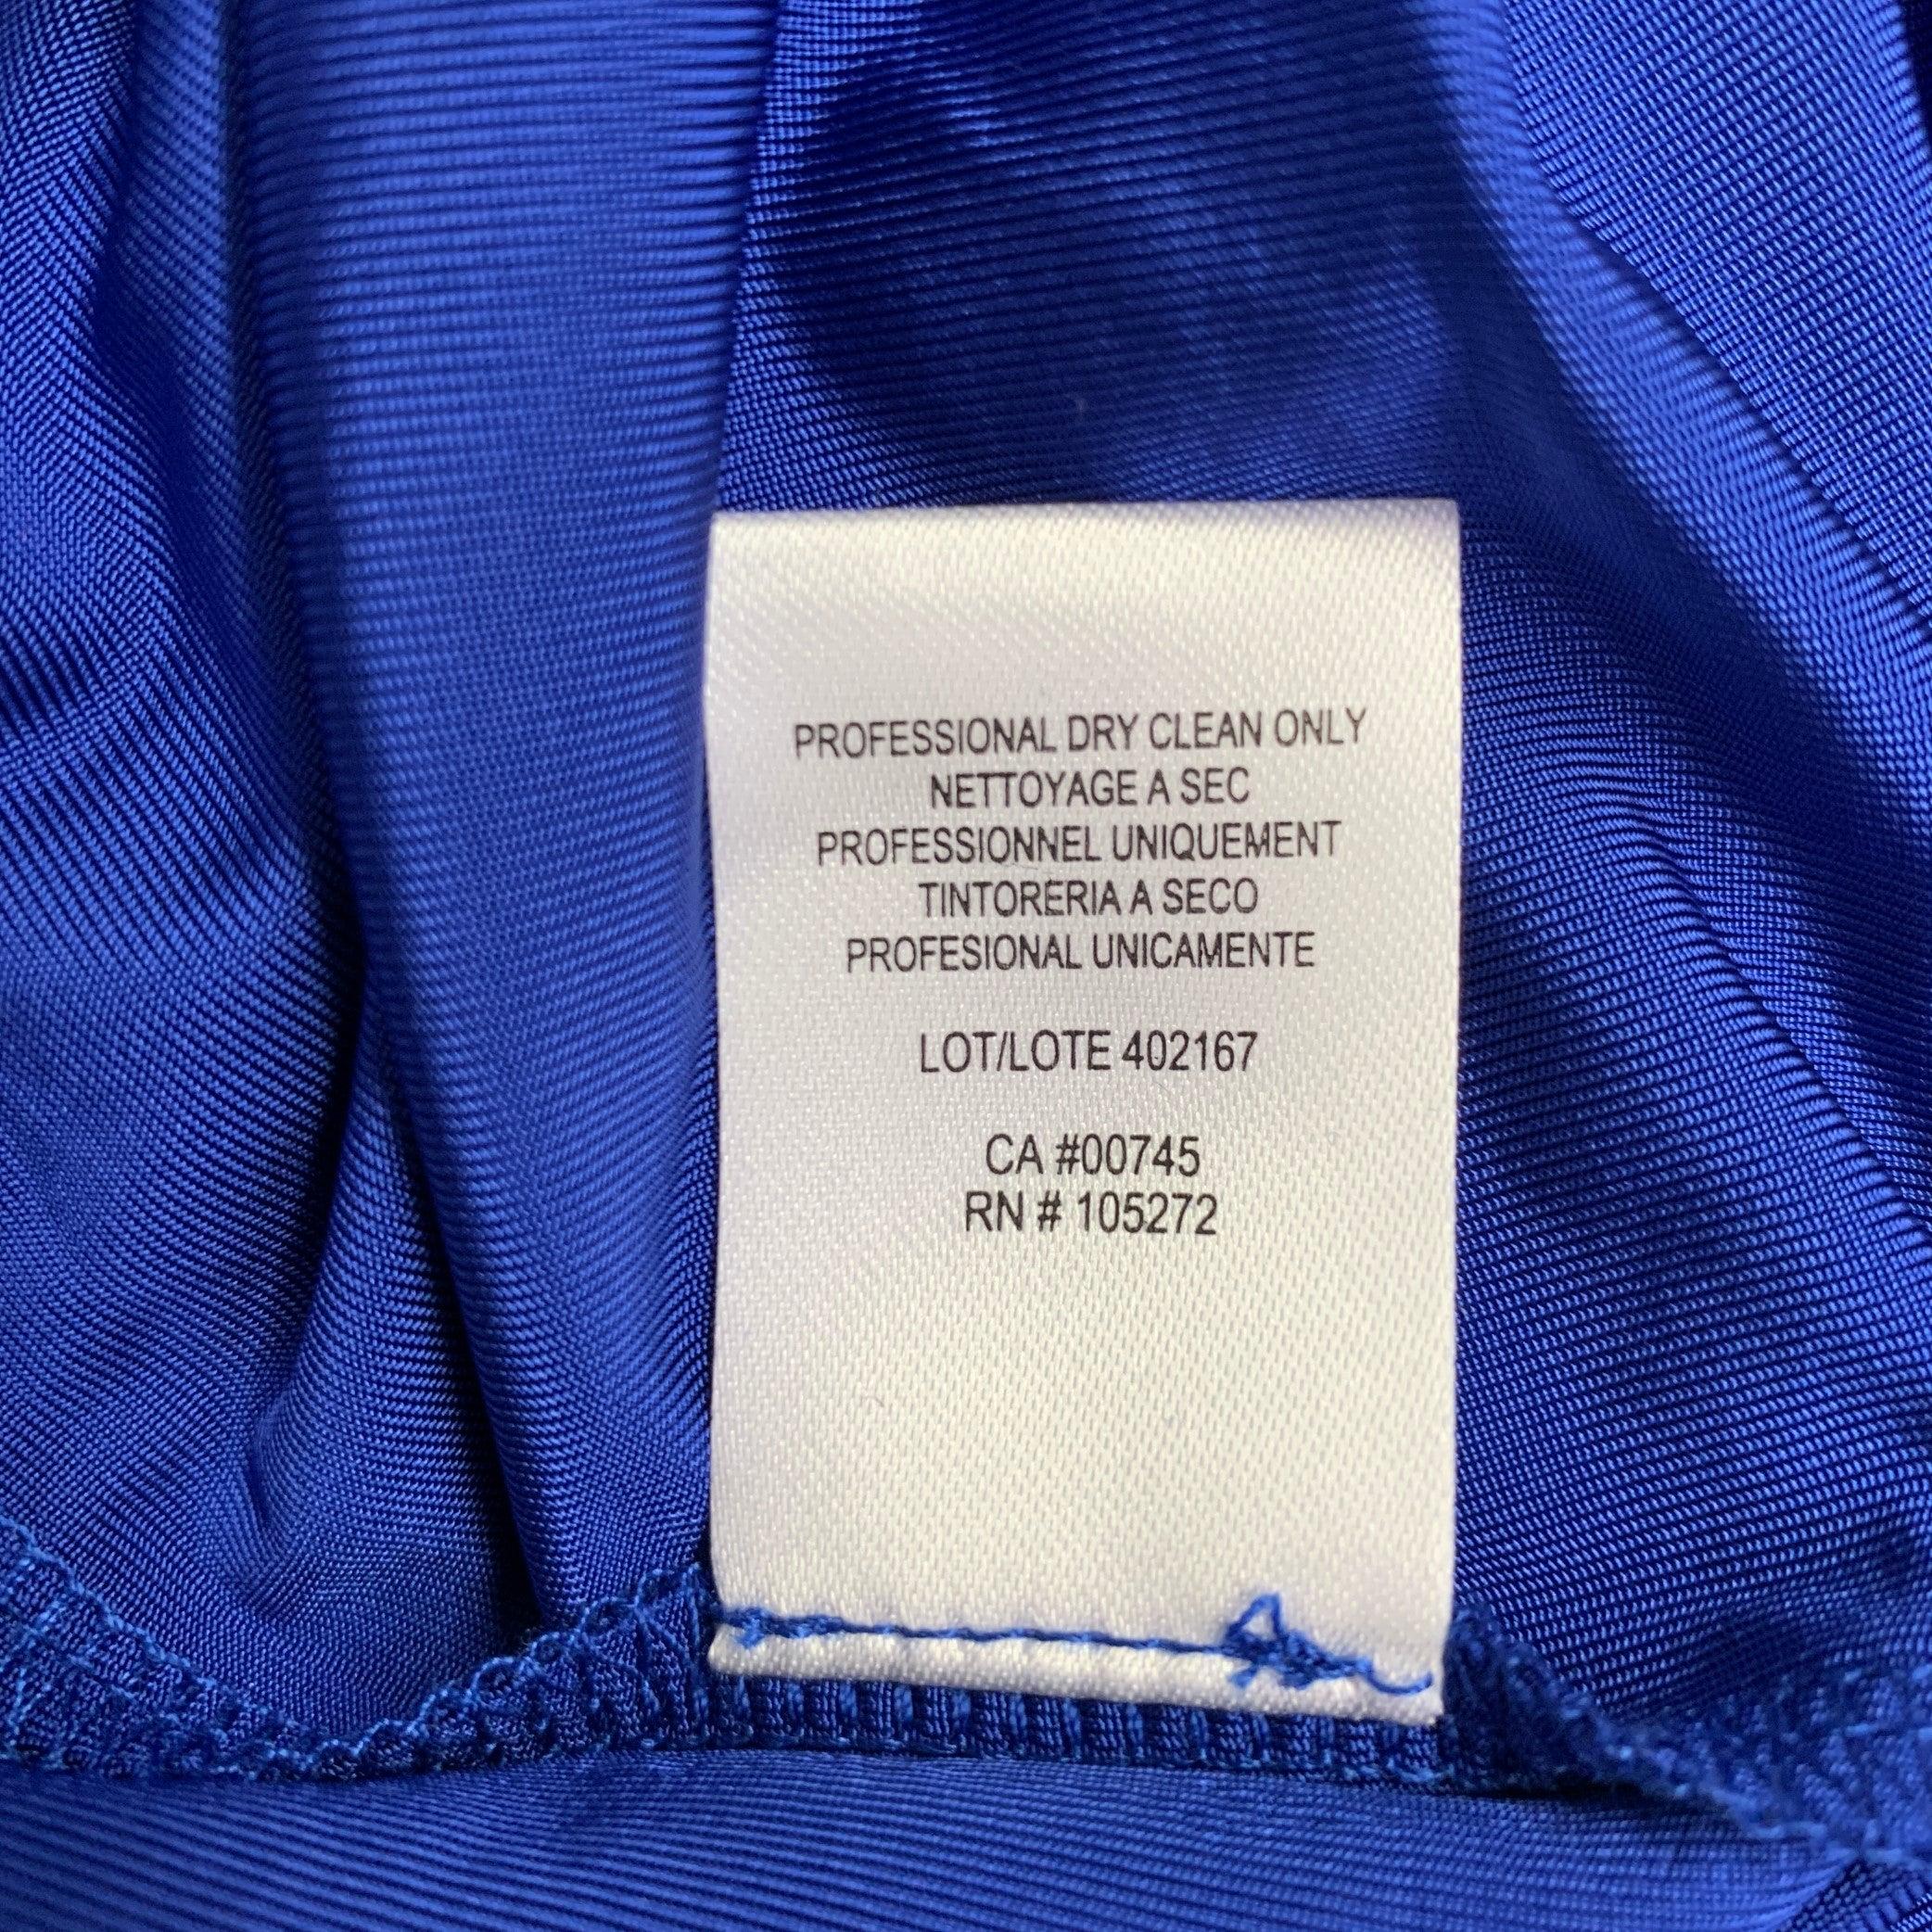 PROFESSIONAL DRY CLEAN ONLY
NETTOYAGE A SEC
PROFESSIONNEL UNIQUEMENT
TINTORERIA A SECO
PROFESIONAL UNICAMENTE
LOT/LOTE 402167
CA #00745
RN # 105272